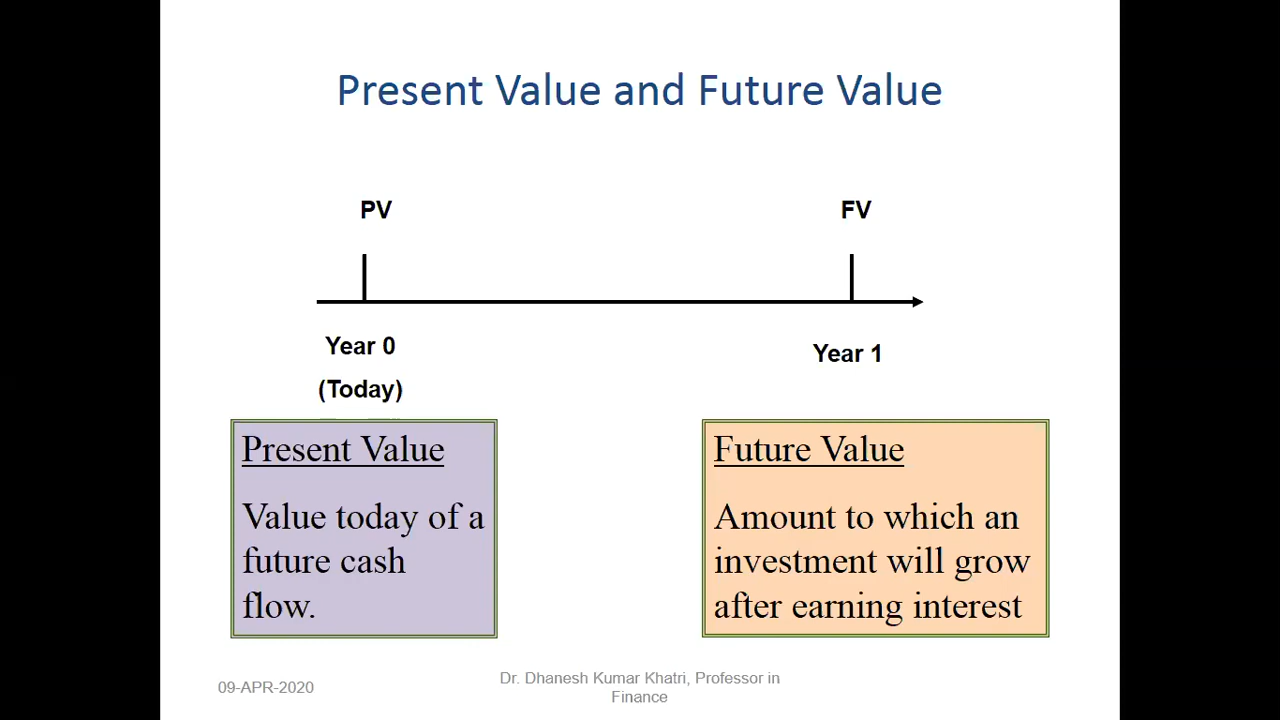 Present Value and Future Value
PV
FV
Year 0
(Today)
Year 1
Present Value
Value today of a
future cash
flow.
Future Value
Amount to which an
investment will grow
after earning interest
09-APR-2020
Dr. Dhanesh Kumar Khatri, Professor in
Finance